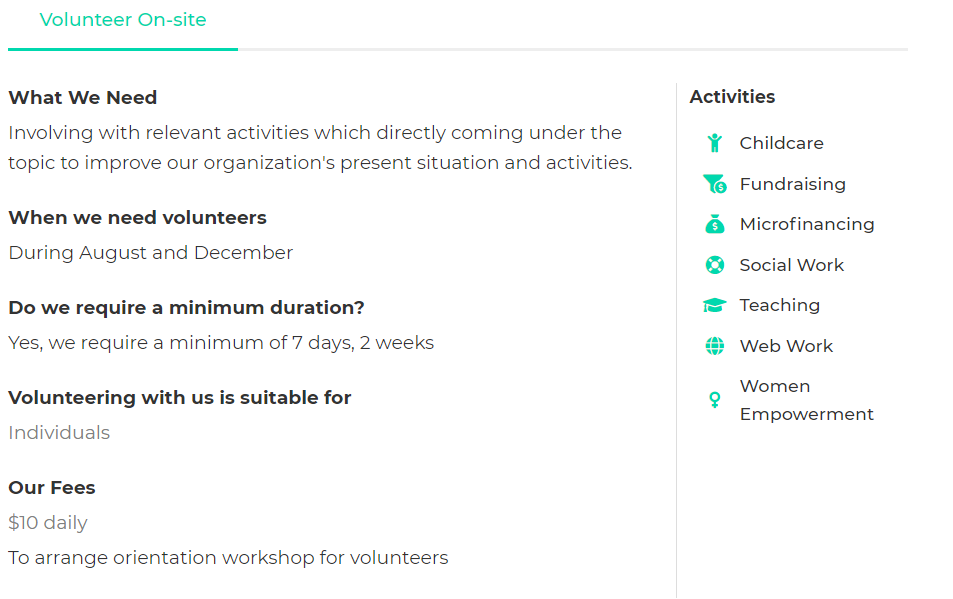 Volunteer On-site
What We Need
Involving with relevant activities which directly coming under the
topic to improve our organization's present situation and activities.
When we need volunteers
During August and December
Do we require a minimum duration?
Yes, we require a minimum of 7 days, 2 weeks
Volunteering with us is suitable for
Individuals
Our Fees
$10 daily
To arrange orientation workshop for volunteers
Activities
Childcare
Fundraising
Microfinancing
Social Work
Teaching
Web Work
Women
Empowerment